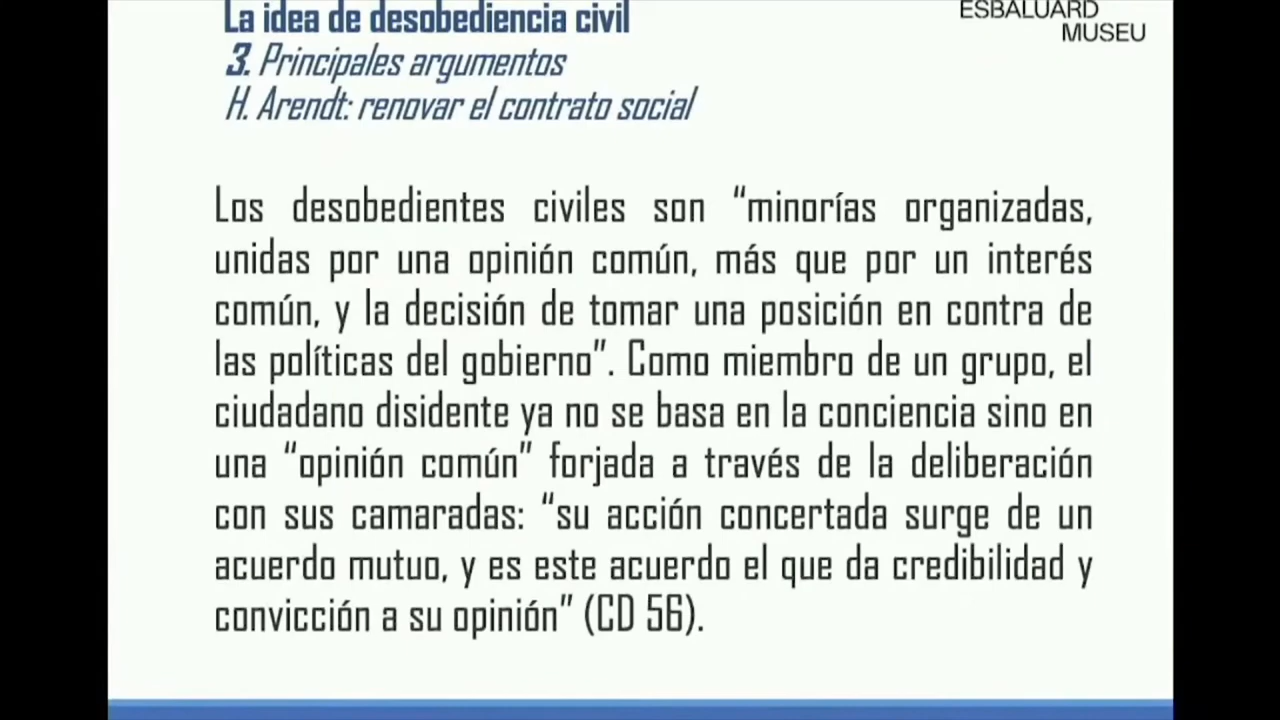 La idea de desobediencia civil
3. Principales argumentos
H. Arendt: renovar el contrato social
ESBALUARD
MUSEU
Los desobedientes civiles son “minorías organizadas,
unidas por una opinión común, más que por un interés
común, y la decisión de tomar una posición en contra de
las políticas del gobierno”. Como miembro de un grupo, el
ciudadano disidente ya no se basa en la conciencia sino en
una “opinión común” forjada a través de la deliberación
con sus camaradas: “su acción concertada surge de un
acuerdo mutuo, y es este acuerdo el que da credibilidad y
convicción a su opinión” (CD 56).